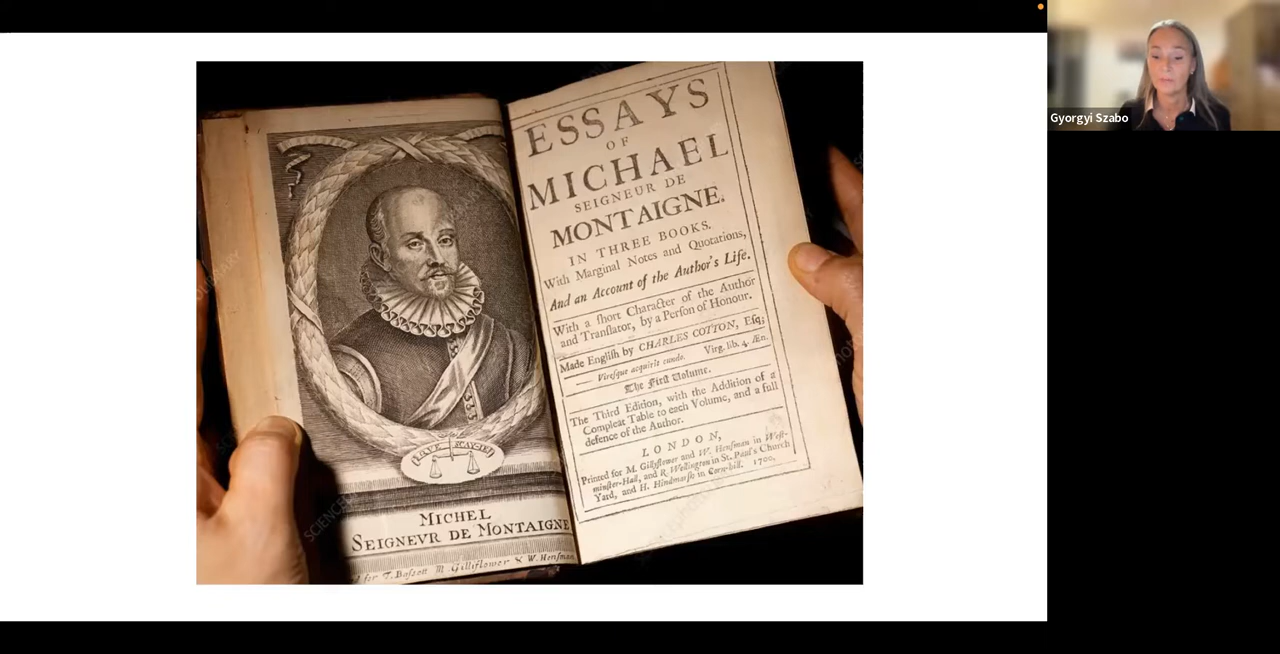 ESSAYS
OF
MICHAEL
SEIGNEUR DE
MONTAIGNE.
IN THREE BOOKS.
With Marginal Notes and Quotations,
And an Account of the Author's Life.
With a ſhort Character of the Author
and Tranſlator, by a Perſon of Honour.
Made Engliſh by CHARLES COTTON, Eſq;
Vireſque acquirit eundo. Virg. lib. 4. Æn.
The Firſt Volume.
The Third Edition, with the Addition of a
Compleat Table to each Volume, and a full
defence of the Author.
LONDON,
Printed for M. Gillyflower and W. Henſman in Weſt-
minſter-Hall, and R. Wellington in St. Paul's Church
Yard, and H. Hindmarſh in Corn-hill. 1700.
MICHEL
SEIGNEVR DE MONTAIGNE
for T. Baſſett M. Gilliflower & W. Henſman
Gyorgyi Szabo